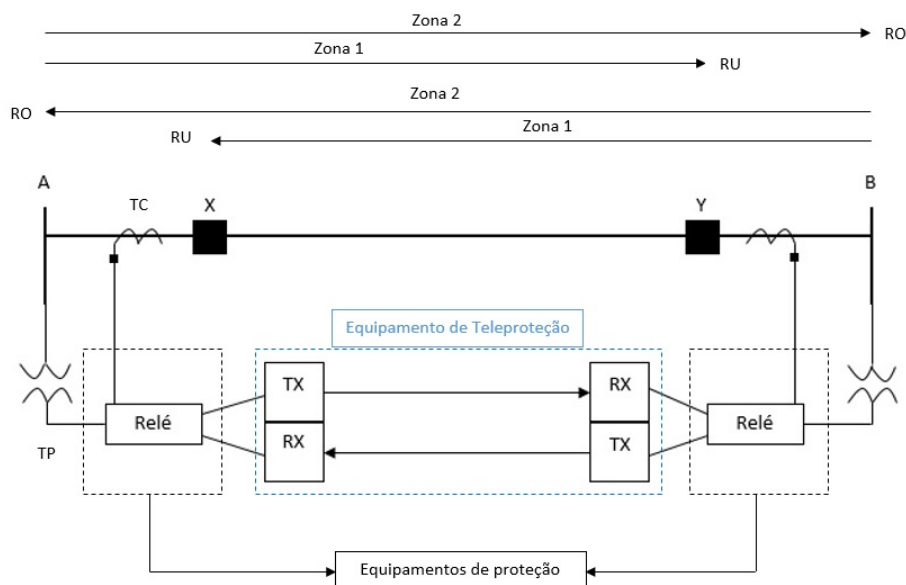 Zona 2
RO
Zona 1
RU
Zona 2
RO
Zona 1
RU
A
B
TC
X
Y
Equipamento de Teleproteção
TX
RX
Relé
Relé
RX
TX
TP
Equipamentos de proteção